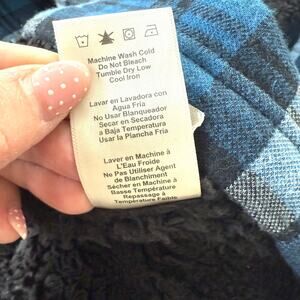 Machine Wash Cold
Do Not Bleach
Tumble Dry Low
Cool Iron
Lavar en Lavadora con
Agua Fria
No Usar Blanqueador
Secar en Secadora
a Baja Temperatura
Usar la Plancha Fria
Laver en Machine à
L'Eau Froide
Ne Pas Utiliser Agent
de Blanchiment
Sécher en Machine à
Basse Température
Repassage à
Température Faible